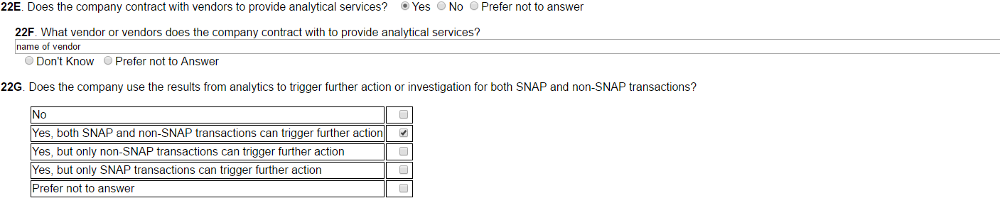 22E. Does the company contract with vendors to provide analytical services? Yes No Prefer not to answer
22F. What vendor or vendors does the company contract with to provide analytical services?
name of vendor
Don't Know Prefer not to Answer
22G. Does the company use the results from analytics to trigger further action or investigation for both SNAP and non-SNAP transactions?
No
Yes, both SNAP and non-SNAP transactions can trigger further action
Yes, but only non-SNAP transactions can trigger further action
Yes, but only SNAP transactions can trigger further action
Prefer not to answer